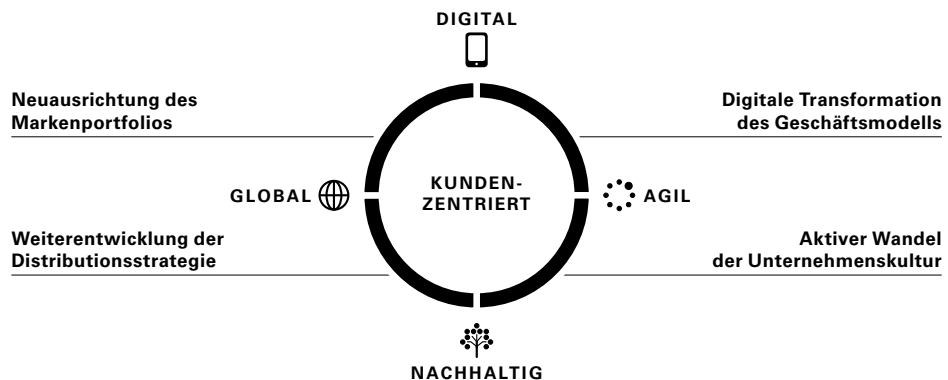 DIGITAL
Neuausrichtung des
Markenportfolios
Digitale Transformation
des Geschäftsmodells
GLOBAL
KUNDEN-
ZENTRIERT
AGIL
Weiterentwicklung der
Distributionsstrategie
Aktiver Wandel
der Unternehmenskultur
NACHHALTIG